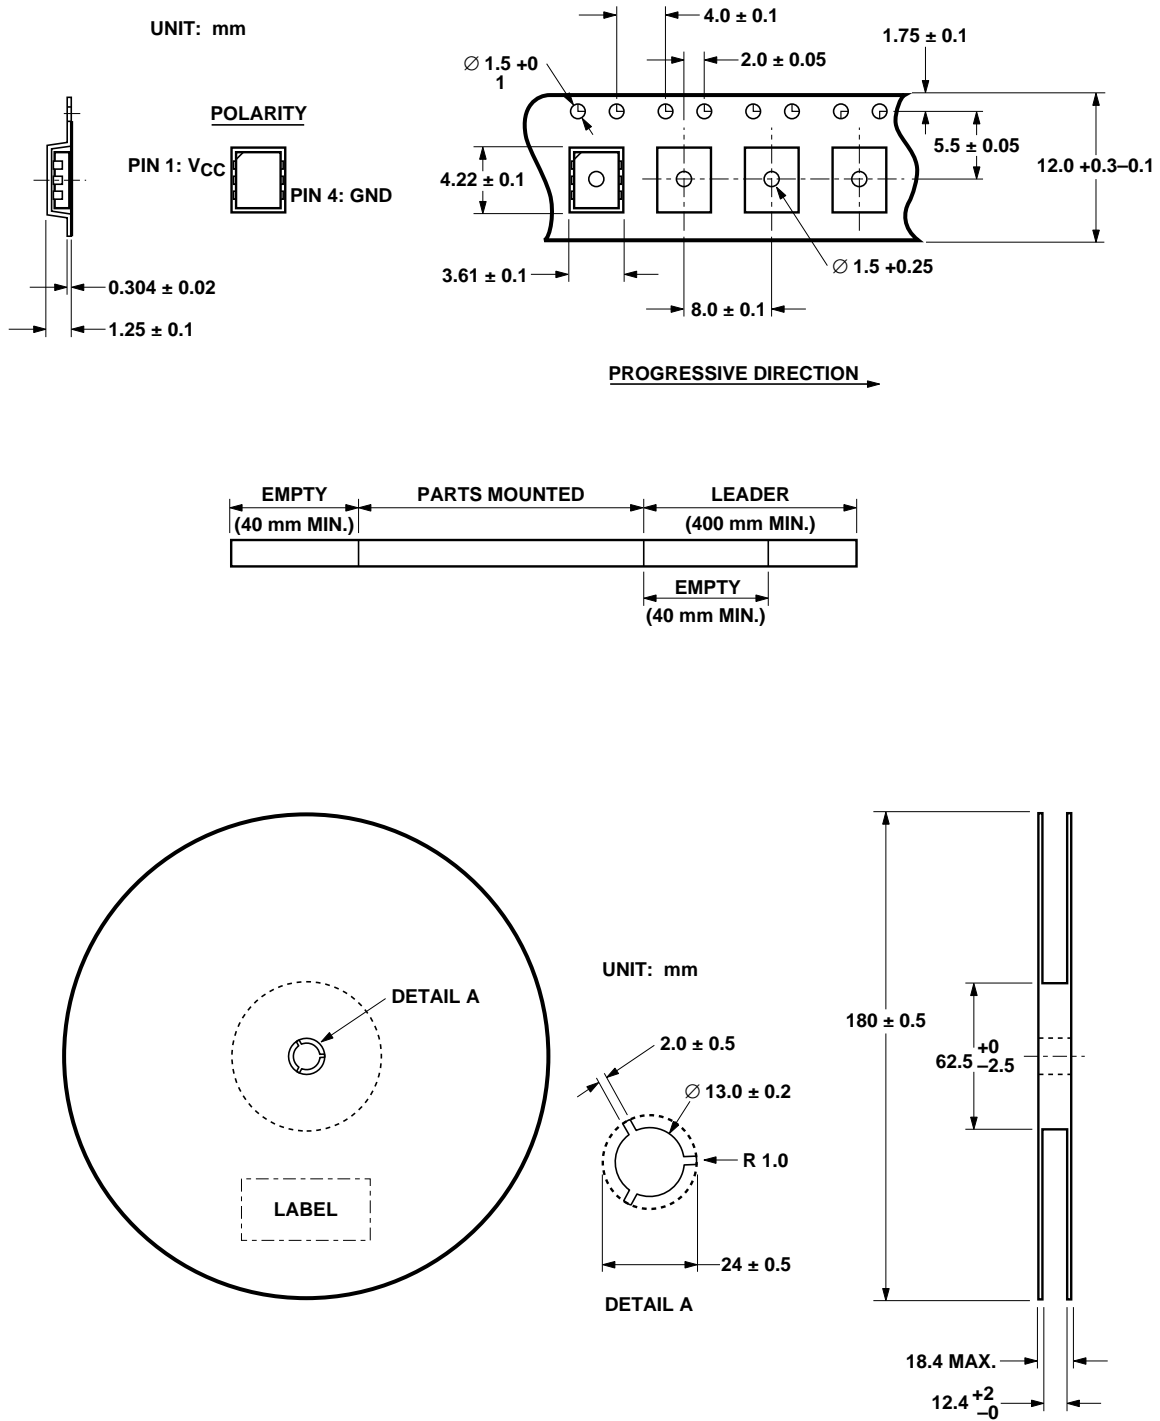 UNIT: mm
POLARITY
PIN 1: VCC
PIN 4: GND
0.304 ± 0.02
1.25 ± 0.1
4.0 ± 0.1
2.0 ± 0.05
1.75 ± 0.1
∅ 1.5 +0
1
5.5 ± 0.05
12.0 +0.3–0.1
4.22 ± 0.1
3.61 ± 0.1
∅ 1.5 +0.25
8.0 ± 0.1
PROGRESSIVE DIRECTION
EMPTY
(40 mm MIN.)
PARTS MOUNTED
LEADER
(400 mm MIN.)
EMPTY
(40 mm MIN.)
DETAIL A
LABEL
UNIT: mm
2.0 ± 0.5
∅ 13.0 ± 0.2
R 1.0
24 ± 0.5
DETAIL A
180 ± 0.5
62.5 +0
–2.5
18.4 MAX.
12.4 +2
–0